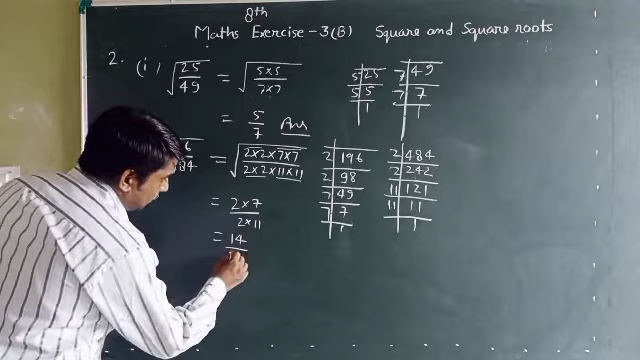 8th
Maths Exercise - 3(B) Square and Square roots
2. (i) √25/49 = √5×5/7×7
= 5/7 Ans
= √2×2×7×7/2×2×11×11
= 2×7/2×11
= 14/
5 | 25
5 | 5
1
7 | 49
7 | 7
1
2 | 196
2 | 98
7 | 49
7 | 7
1
2 | 484
2 | 242
11 | 121
11 | 11
1